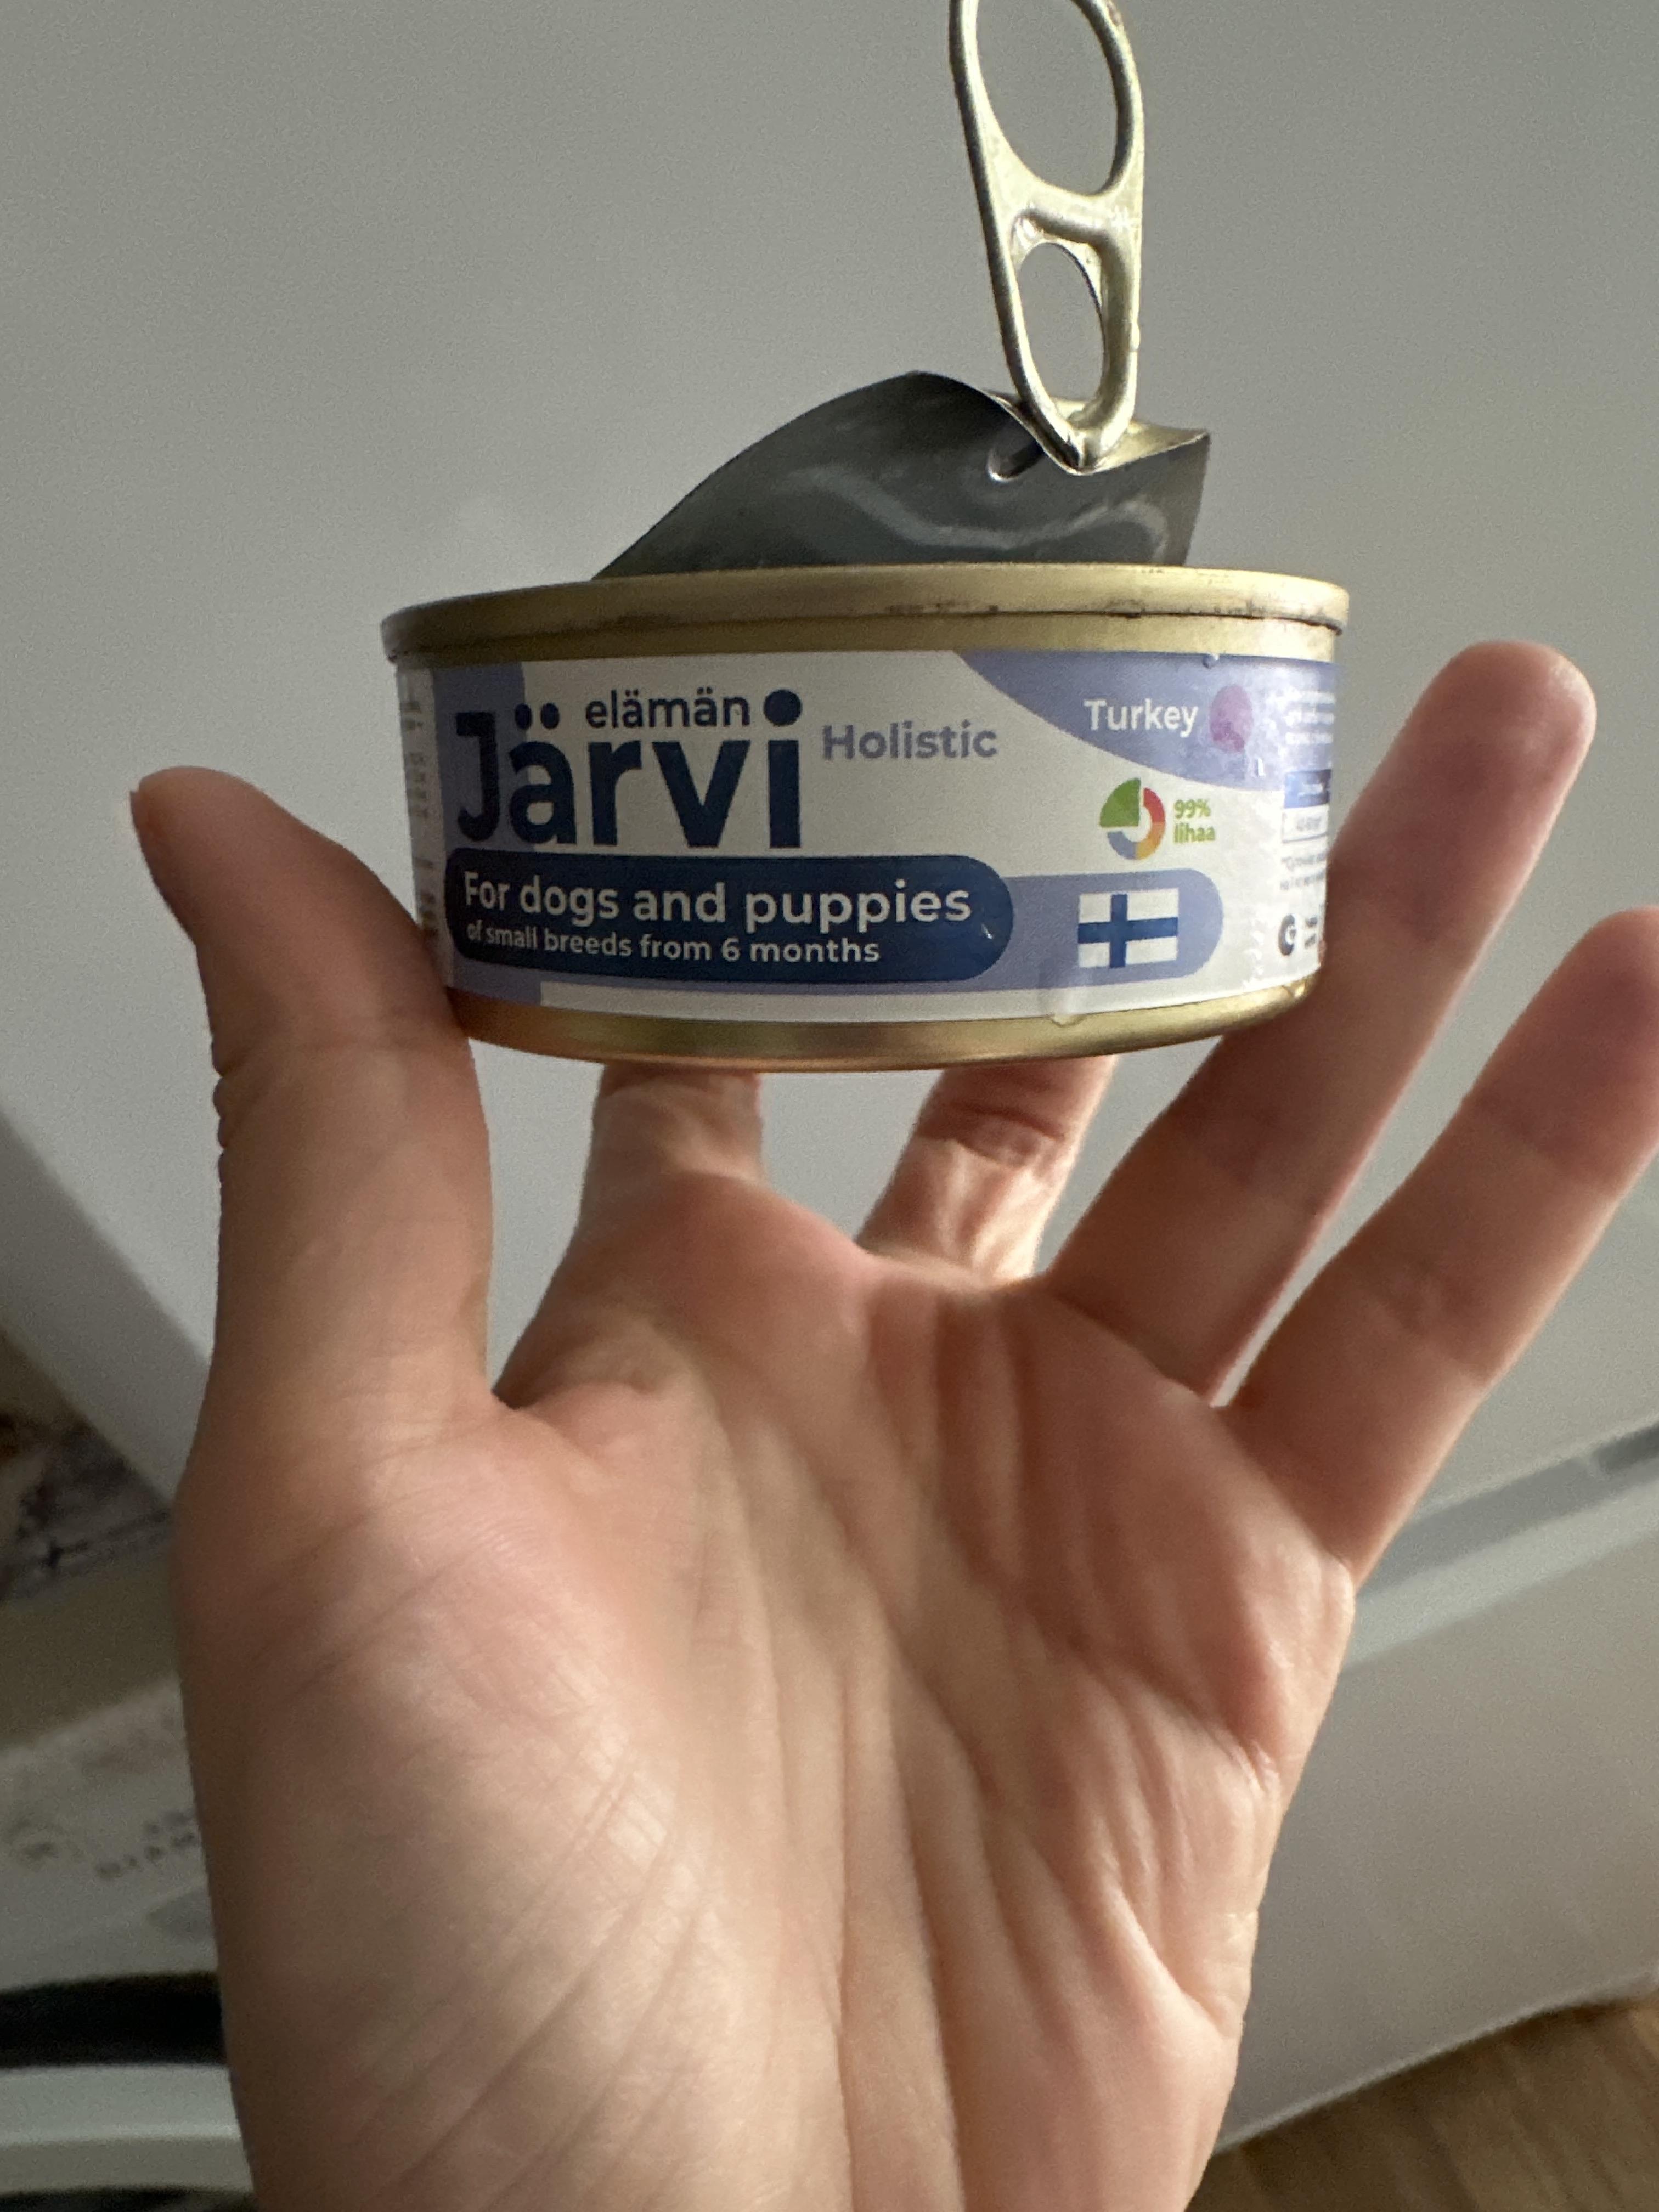 elämän
Järvi Holistic
Turkey
99%
lihaa
For dogs and puppies
of small breeds from 6 months